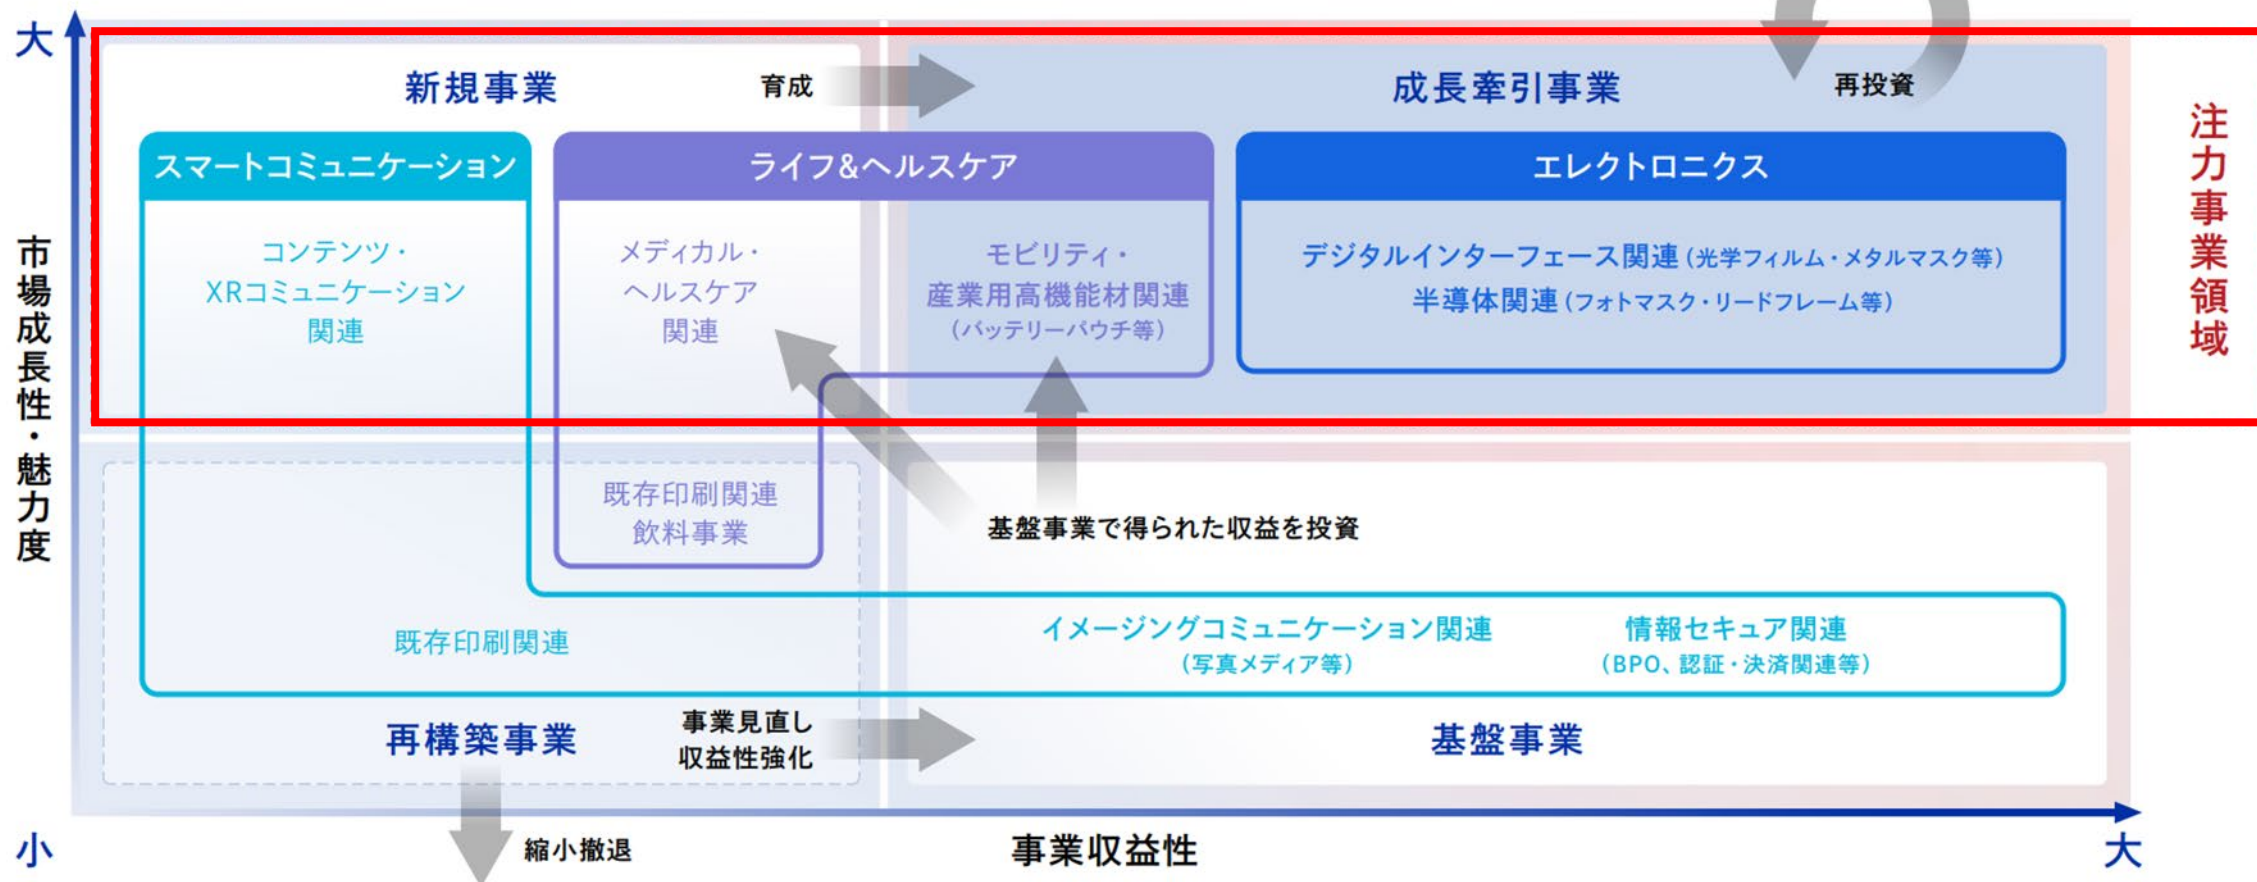 大
新規事業
育成
成長牽引事業
再投資
注力事業領域
スマートコミュニケーション
ライフ&ヘルスケア
エレクトロニクス
市場成長性・魅力度
コンテンツ・
XRコミュニケーション
関連
メディカル・
ヘルスケア
関連
モビリティ・
産業用高機能材関連
(バッテリーパウチ等)
デジタルインターフェース関連(光学フィルム・メタルマスク等)
半導体関連(フォトマスク・リードフレーム等)
既存印刷関連
飲料事業
基盤事業で得られた収益を投資
既存印刷関連
イメージングコミュニケーション関連
(写真メディア等)
情報セキュア関連
(BPO、認証・決済関連等)
再構築事業
事業見直し
収益性強化
基盤事業
小
縮小撤退
事業収益性
大